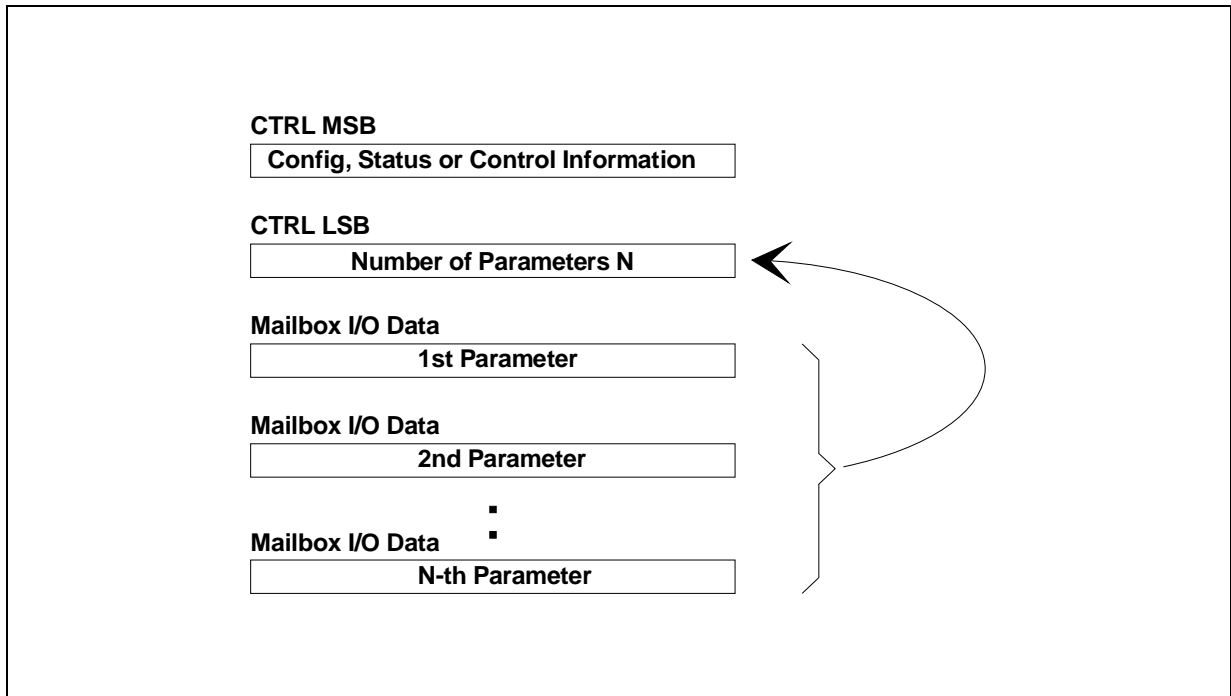 CTRL MSB
Config, Status or Control Information
CTRL LSB
Number of Parameters N
Mailbox I/O Data
1st Parameter
Mailbox I/O Data
2nd Parameter
Mailbox I/O Data
N-th Parameter